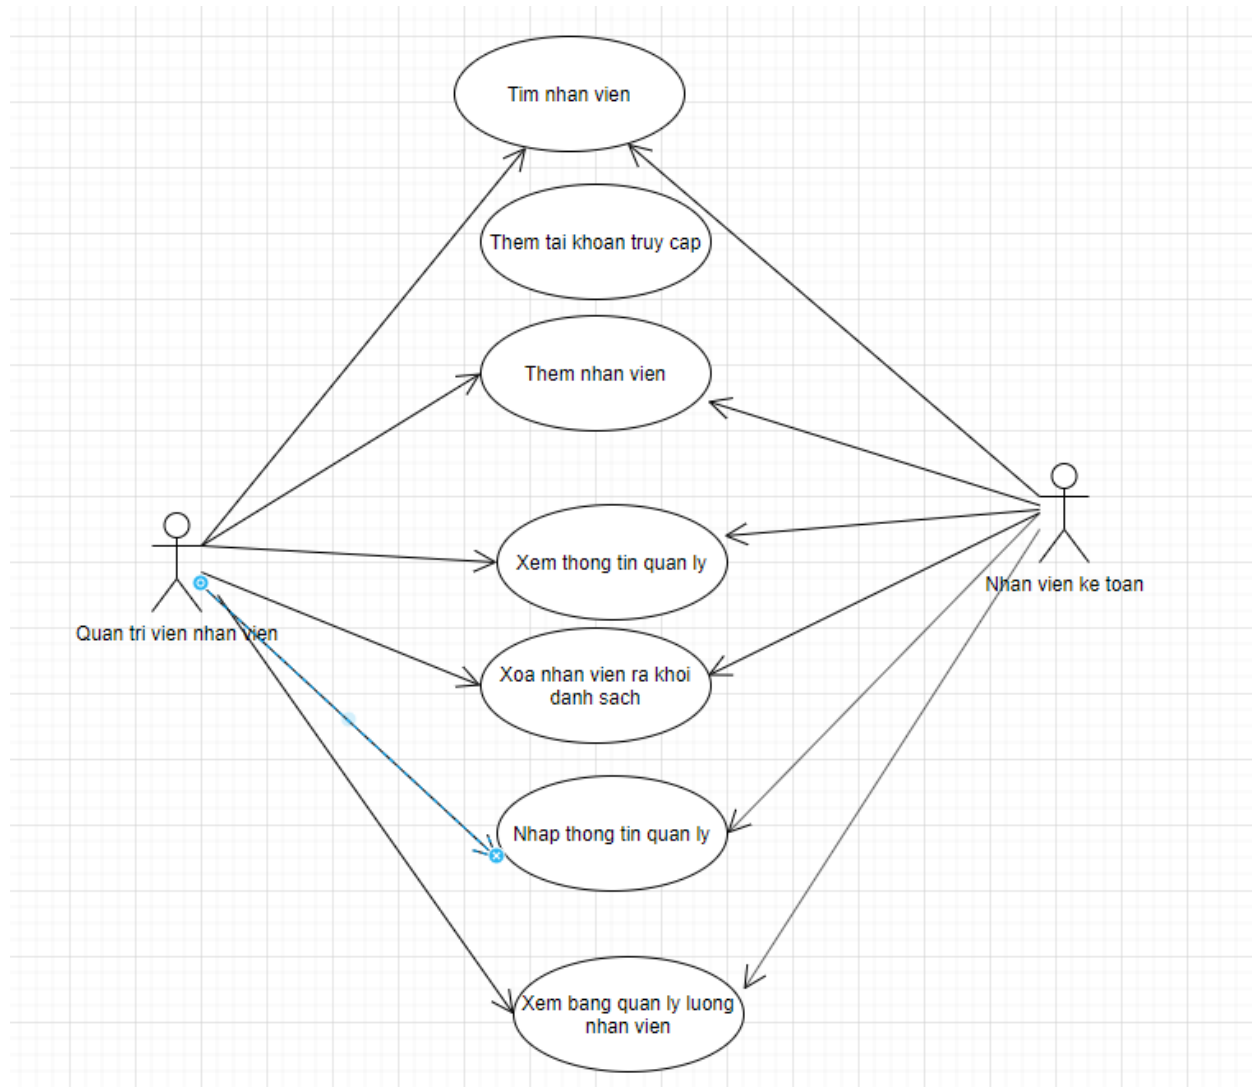 Tim nhan vien
Them tai khoan truy cap
Them nhan vien
Xem thong tin quan ly
Nhan vien ke toan
Quan tri vien nhan vien
Xoa nhan vien ra khoi
danh sach
Nhap thong tin quan ly
Xem bang quan ly luong
nhan vien